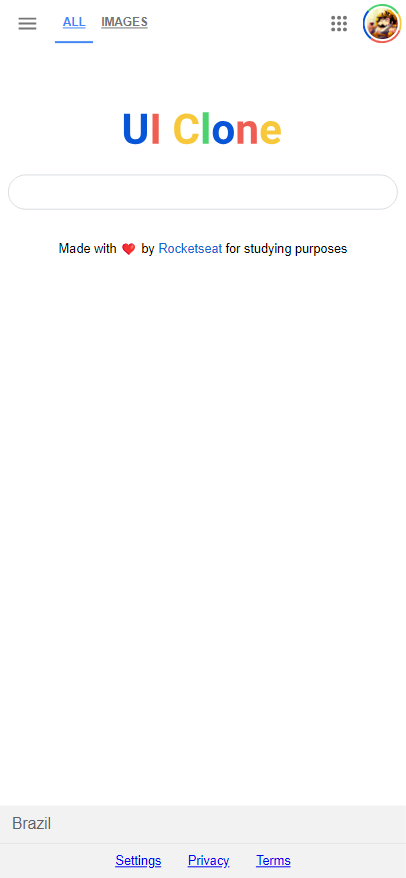 ALL IMAGES
UI Clone
Made with ❤️ by Rocketseat for studying purposes
Brazil
Settings Privacy Terms